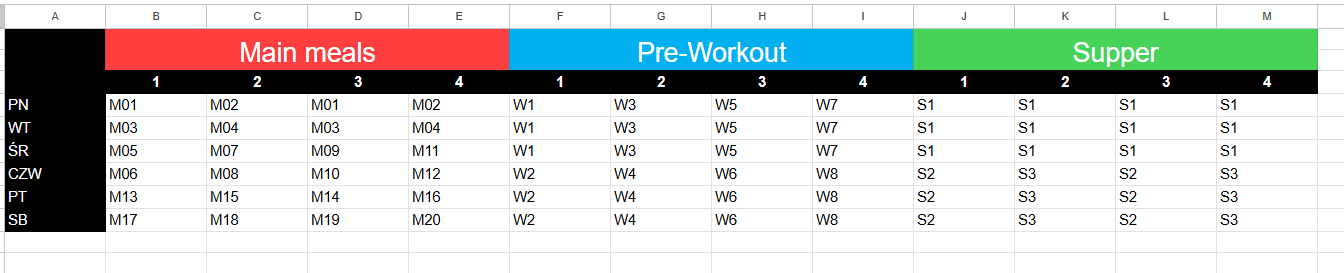 A B C D E F G H I J K L M
Main meals Pre-Workout Supper
1 2 3 4 1 2 3 4 1 2 3 4
PN M01 M02 M01 M02 W1 W3 W5 W7 S1 S1 S1 S1
WT M03 M04 M03 M04 W1 W3 W5 W7 S1 S1 S1 S1
ŚR M05 M07 M09 M11 W1 W3 W5 W7 S1 S1 S1 S1
CZW M06 M08 M10 M12 W2 W4 W6 W8 S2 S3 S2 S3
PT M13 M15 M14 M16 W2 W4 W6 W8 S2 S3 S2 S3
SB M17 M18 M19 M20 W2 W4 W6 W8 S2 S3 S2 S3